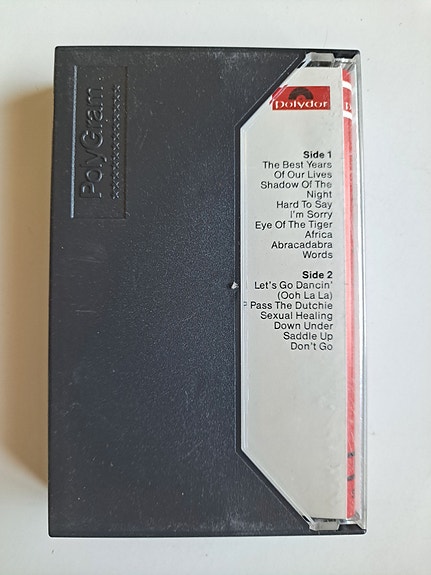 PolyGram
Polydor
Side 1
The Best Years
Of Our Lives
Shadow Of The
Night
Hard To Say
I'm Sorry
Eye Of The Tiger
Africa
Abracadabra
Words
Side 2
Let's Go Dancin'
(Ooh La La)
Pass The Dutchie
Sexual Healing
Down Under
Saddle Up
Don't Go